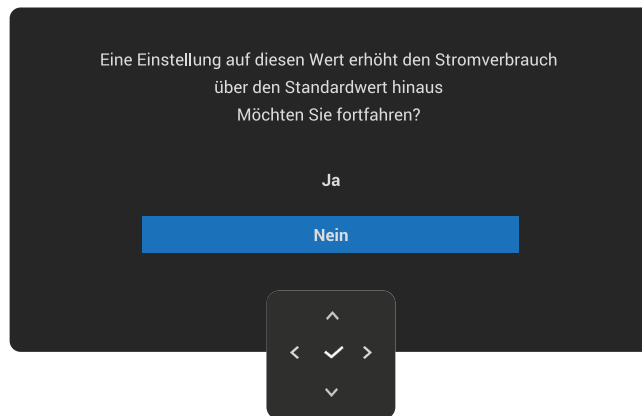 Eine Einstellung auf diesen Wert erhöht den Stromverbrauch
über den Standardwert hinaus
Möchten Sie fortfahren?
Ja
Nein